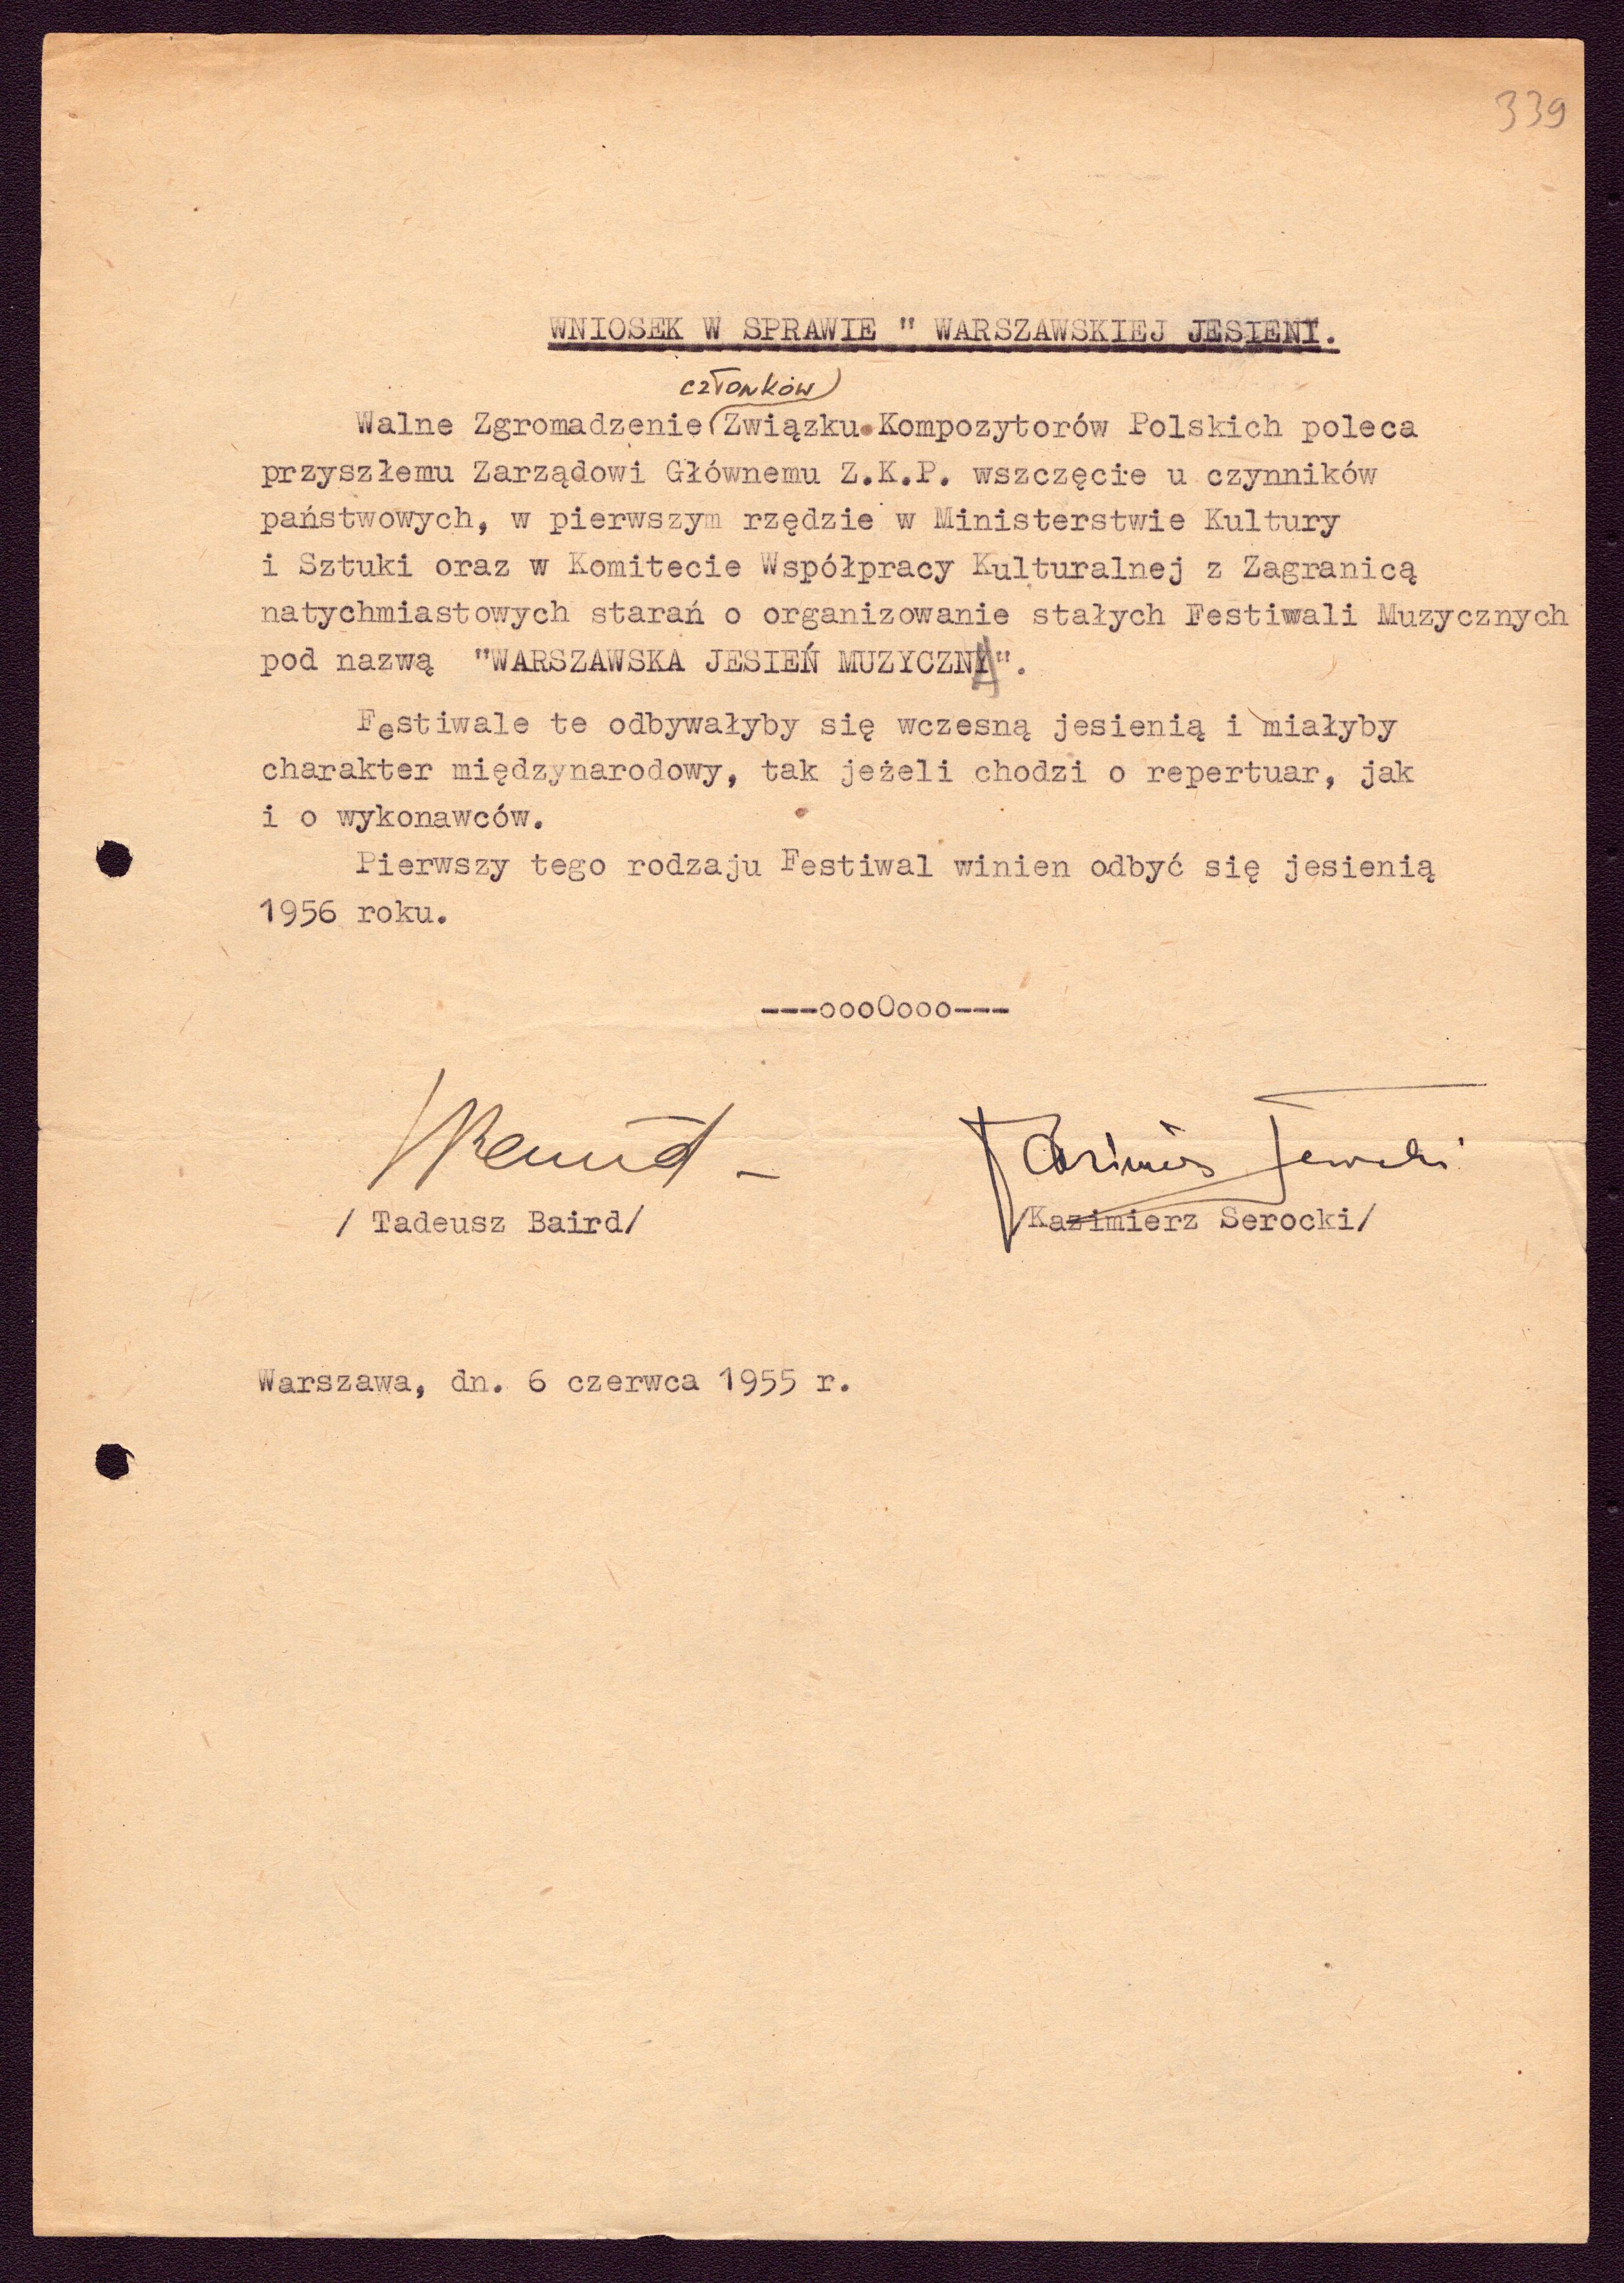 339
WNIOSEK W SPRAWIE " WARSZAWSKIEJ JESIENI.
członków
Walne Zgromadzenie Związku Kompozytorów Polskich poleca
przyszłemu Zarządowi Głównemu Z.K.P. wszczęcie u czynników
państwowych, w pierwszym rzędzie w Ministerstwie Kultury
i Sztuki oraz w Komitecie Współpracy Kulturalnej z Zagranicą
natychmiastowych starań o organizowanie stałych Festiwali Muzycznych
pod nazwą "WARSZAWSKA JESIEŃ MUZYCZNA".
Festiwale te odbywałyby się wczesną jesienią i miałyby
charakter międzynarodowy, tak jeżeli chodzi o repertuar, jak
i o wykonawców.
Pierwszy tego rodzaju Festiwal winien odbyć się jesienią
1956 roku.
---oooOooo---
TBaird Kazimierz Serocki
/ Tadeusz Baird/ /Kazimierz Serocki/
Warszawa, dn. 6 czerwca 1955 r.